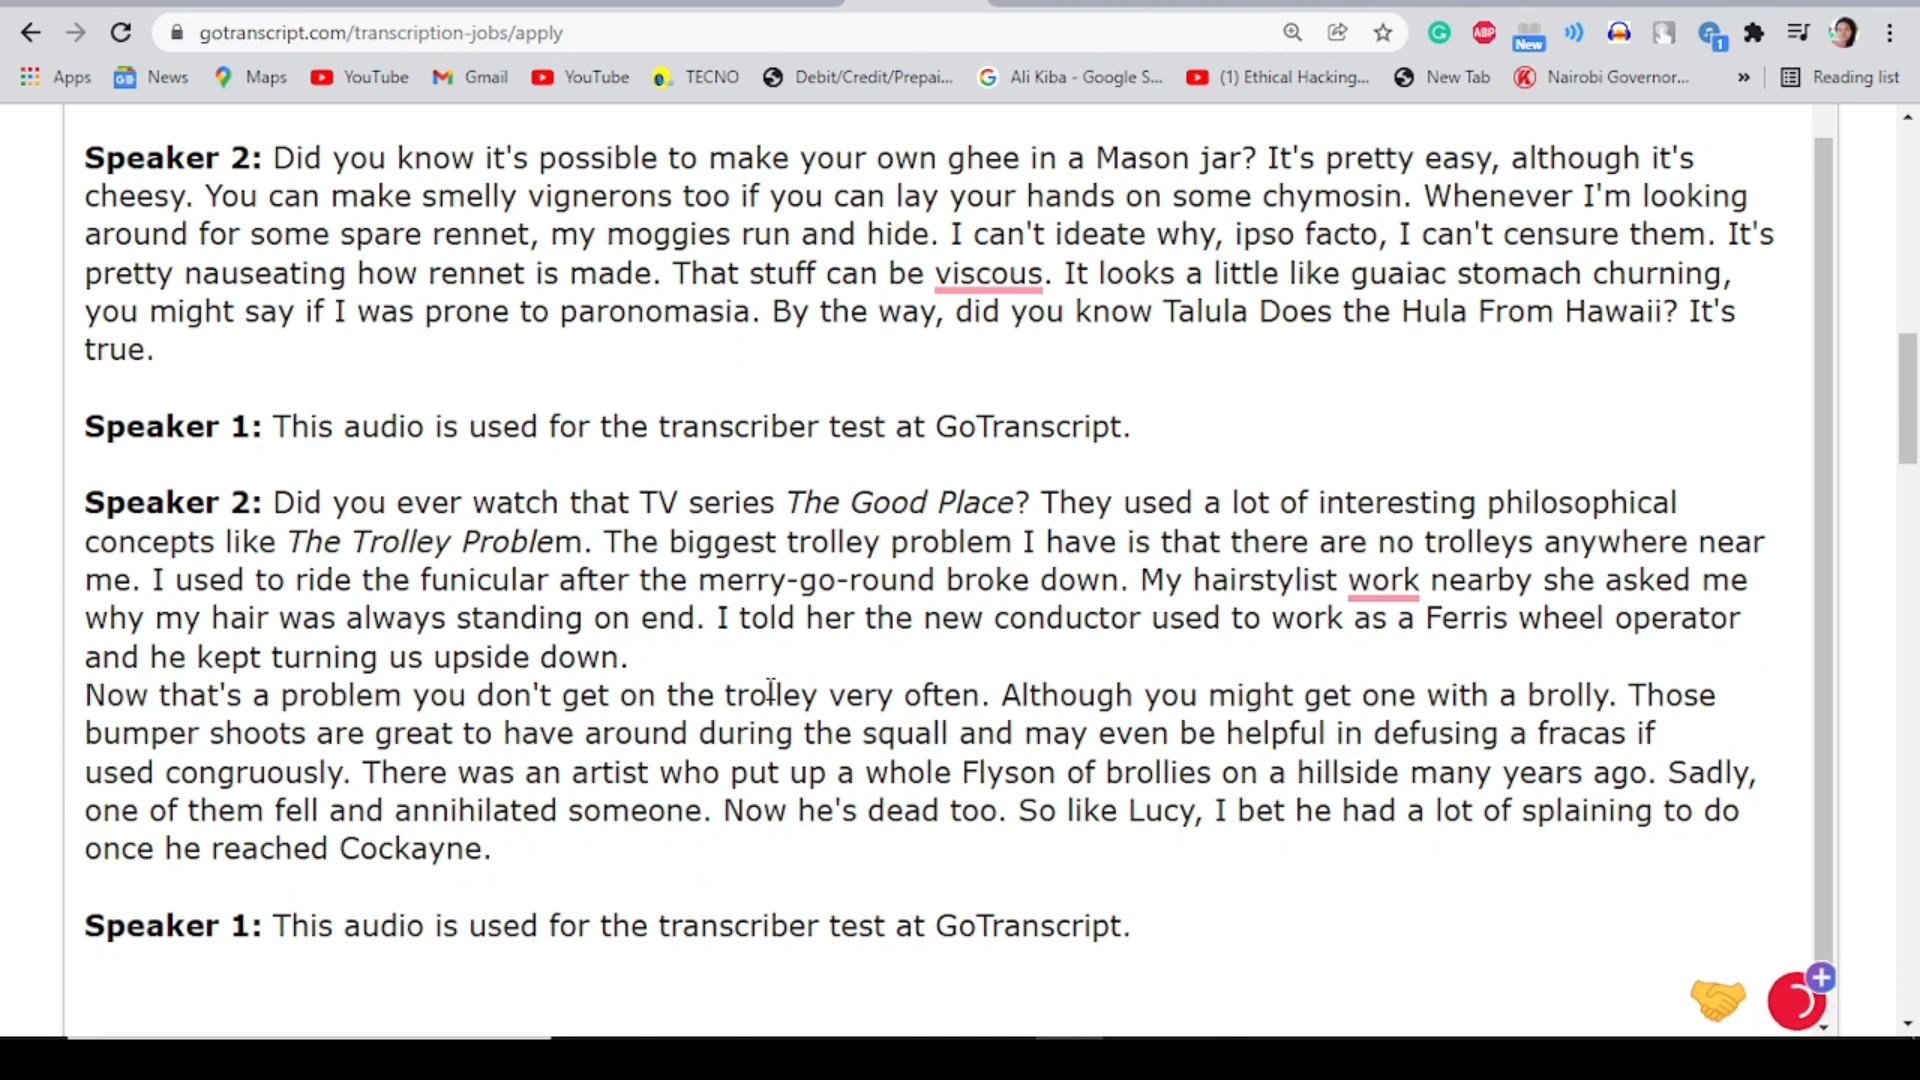 gotranscript.com/transcription-jobs/apply
New
1
Apps News Maps YouTube Gmail YouTube TECNO Debit/Credit/Prepai... Ali Kiba - Google S... (1) Ethical Hacking... New Tab Nairobi Governor... » Reading list
Speaker 2: Did you know it's possible to make your own ghee in a Mason jar? It's pretty easy, although it's
cheesy. You can make smelly vignerons too if you can lay your hands on some chymosin. Whenever I'm looking
around for some spare rennet, my moggies run and hide. I can't ideate why, ipso facto, I can't censure them. It's
pretty nauseating how rennet is made. That stuff can be viscous. It looks a little like guaiac stomach churning,
you might say if I was prone to paronomasia. By the way, did you know Talula Does the Hula From Hawaii? It's
true.
Speaker 1: This audio is used for the transcriber test at GoTranscript.
Speaker 2: Did you ever watch that TV series The Good Place? They used a lot of interesting philosophical
concepts like The Trolley Problem. The biggest trolley problem I have is that there are no trolleys anywhere near
me. I used to ride the funicular after the merry-go-round broke down. My hairstylist work nearby she asked me
why my hair was always standing on end. I told her the new conductor used to work as a Ferris wheel operator
and he kept turning us upside down.
Now that's a problem you don't get on the trolley very often. Although you might get one with a brolly. Those
bumper shoots are great to have around during the squall and may even be helpful in defusing a fracas if
used congruously. There was an artist who put up a whole Flyson of brollies on a hillside many years ago. Sadly,
one of them fell and annihilated someone. Now he's dead too. So like Lucy, I bet he had a lot of splaining to do
once he reached Cockayne.
Speaker 1: This audio is used for the transcriber test at GoTranscript.